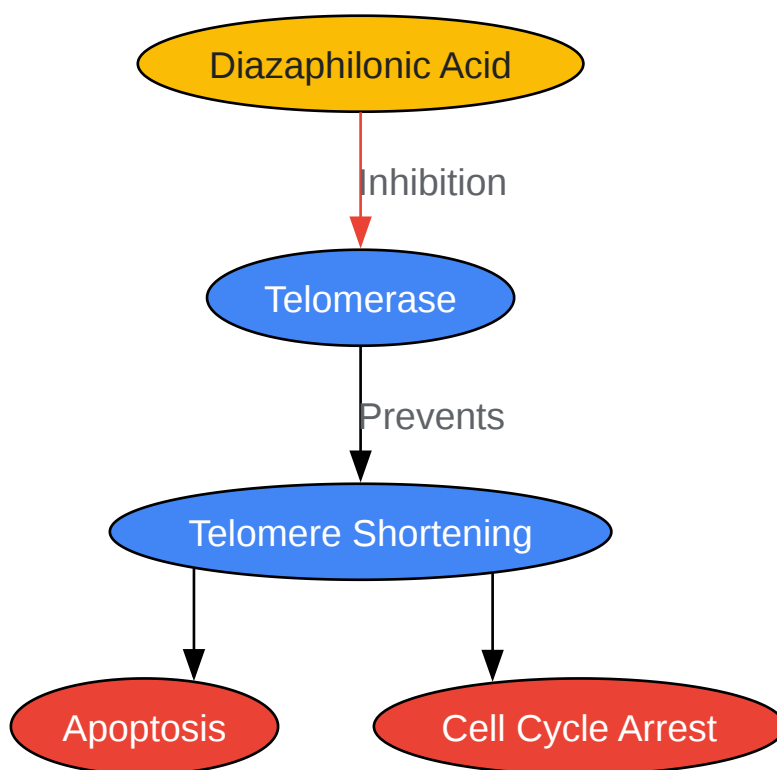 Diazaphilonic Acid
Inhibition
Telomerase
Prevents
Telomere Shortening
Apoptosis
Cell Cycle Arrest